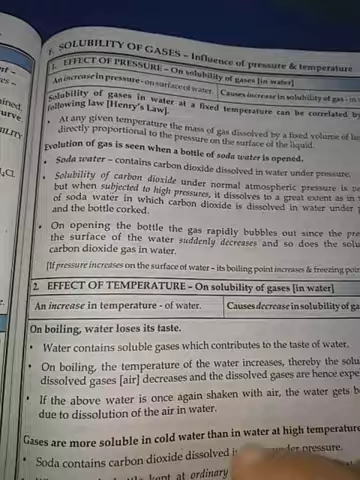 F. SOLUBILITY OF GASES – Influence of pressure & temperature
1. EFFECT OF PRESSURE – On solubility of gases [in water]
An increase in pressure - on surface of water. Causes increase in solubility of gas -
Solubility of gases in water at a fixed temperature can be correlated by
following law [Henry's Law].
• At any given temperature the mass of gas dissolved by a fixed volume of
directly proportional to the pressure on the surface of the liquid.
Evolution of gas is seen when a bottle of soda water is opened.
• Soda water – contains carbon dioxide dissolved in water under pressure.
• Solubility of carbon dioxide under normal atmospheric pressure is
but when subjected to high pressures, it dissolves to a great extent as in
of soda water in which carbon dioxide is dissolved in water under
and the bottle corked.
• On opening the bottle the gas rapidly bubbles out since the
the surface of the water suddenly decreases and so does the
carbon dioxide gas in water.
[If pressure increases on the surface of water – its boiling point increases & freezing
2. EFFECT OF TEMPERATURE – On solubility of gases [in water]
An increase in temperature - of water. Causes decrease in solubility of
On boiling, water loses its taste.
• Water contains soluble gases which contributes to the taste of water.
• On boiling, the temperature of the water increases, thereby the
dissolved gases [air] decreases and the dissolved gases are hence
• If the above water is once again shaken with air, the water gets
due to dissolution of the air in water.
Gases are more soluble in cold water than in water at high temperature
• Soda contains carbon dioxide dissolved under pressure.
kept at ordinary